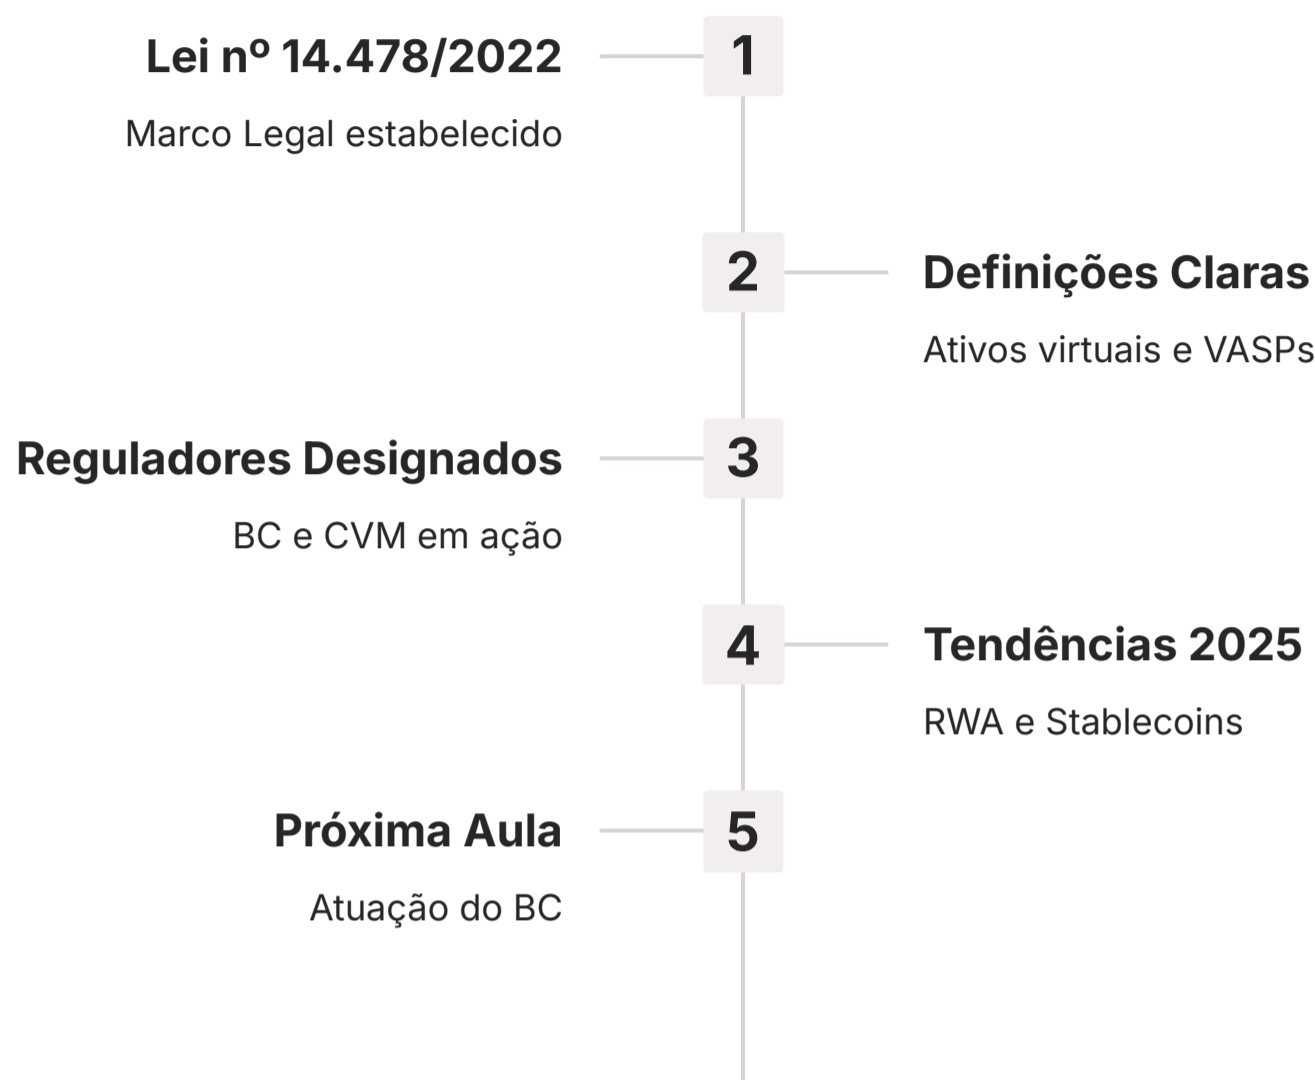 Lei nº 14.478/2022
1
Marco Legal estabelecido
2
Definições Claras
Ativos virtuais e VASPs
Reguladores Designados
3
BC e CVM em ação
4
Tendências 2025
RWA e Stablecoins
Próxima Aula
5
Atuação do BC